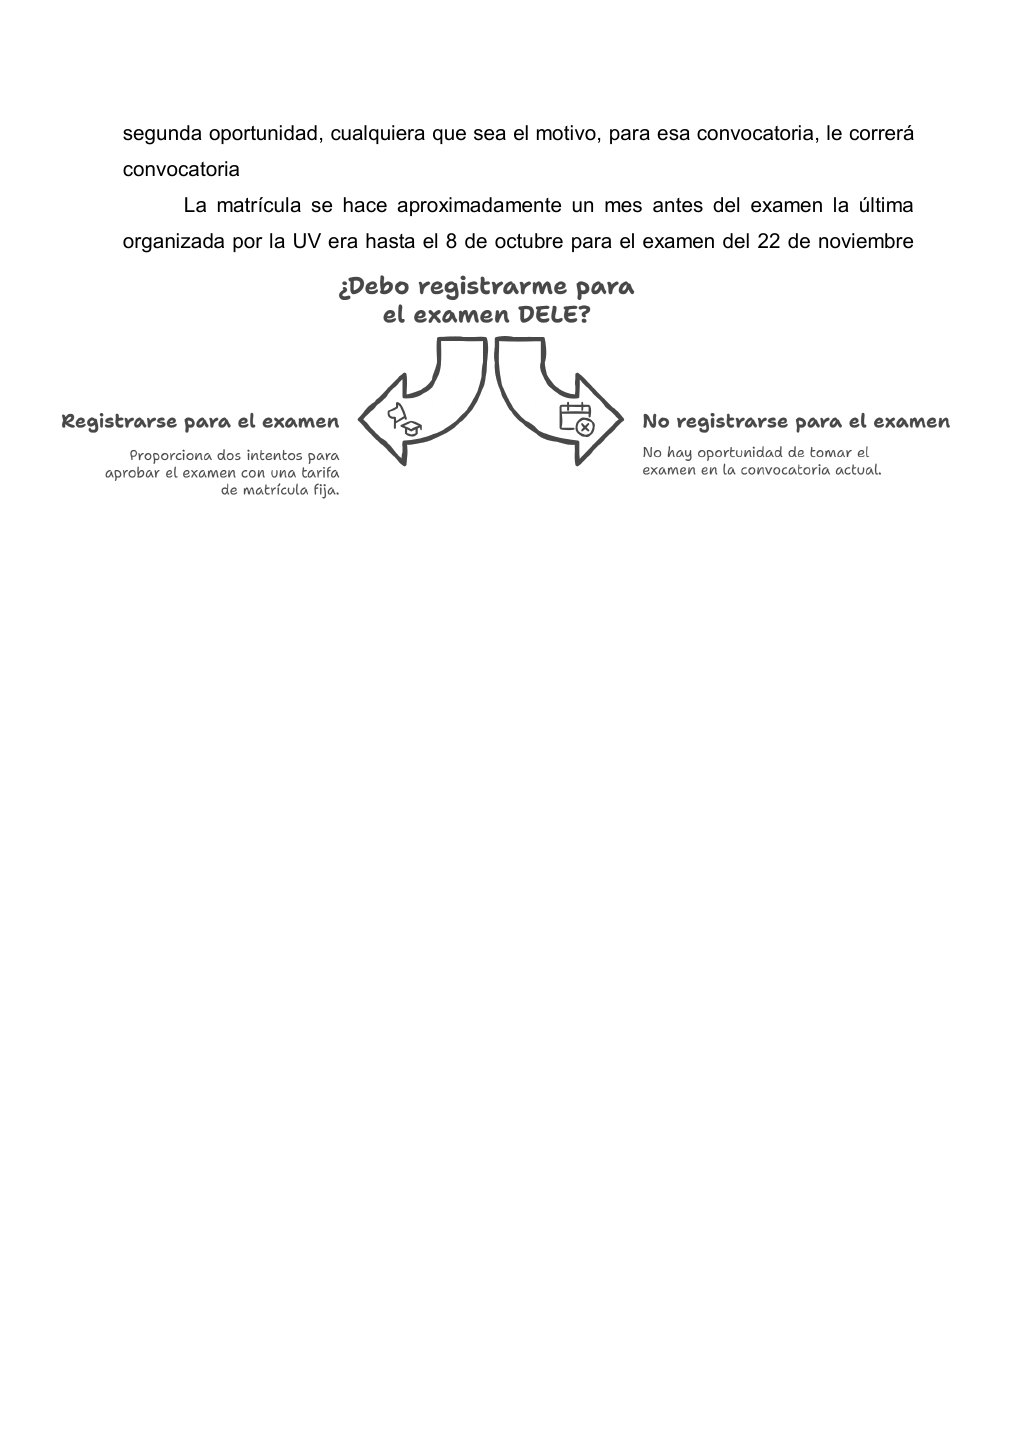 segunda oportunidad, cualquiera que sea el motivo, para esa convocatoria, le correrá
convocatoria
La matrícula se hace aproximadamente un mes antes del examen la última
organizada por la UV era hasta el 8 de octubre para el examen del 22 de noviembre
¿Debo registrarme para
el examen DELE?
Registrarse para el examen
Proporciona dos intentos para
aprobar el examen con una tarifa
de matrícula fija.
No registrarse para el examen
No hay oportunidad de tomar el
examen en la convocatoria actual.